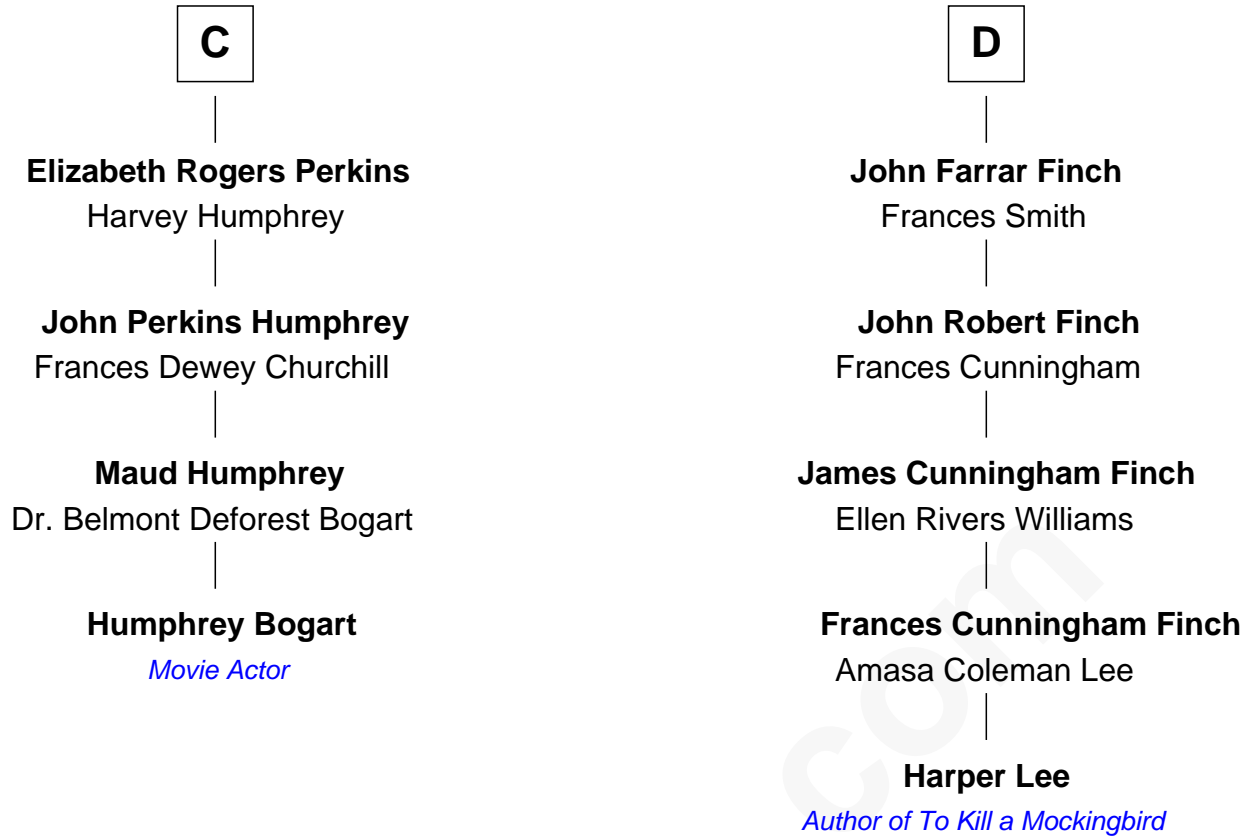 C
Elizabeth Rogers Perkins
Harvey Humphrey
John Perkins Humphrey
Frances Dewey Churchill
Maud Humphrey
Dr. Belmont Deforest Bogart
Humphrey Bogart
Movie Actor
D
John Farrar Finch
Frances Smith
John Robert Finch
Frances Cunningham
James Cunningham Finch
Ellen Rivers Williams
Frances Cunningham Finch
Amasa Coleman Lee
Harper Lee
Author of To Kill a Mockingbird
com